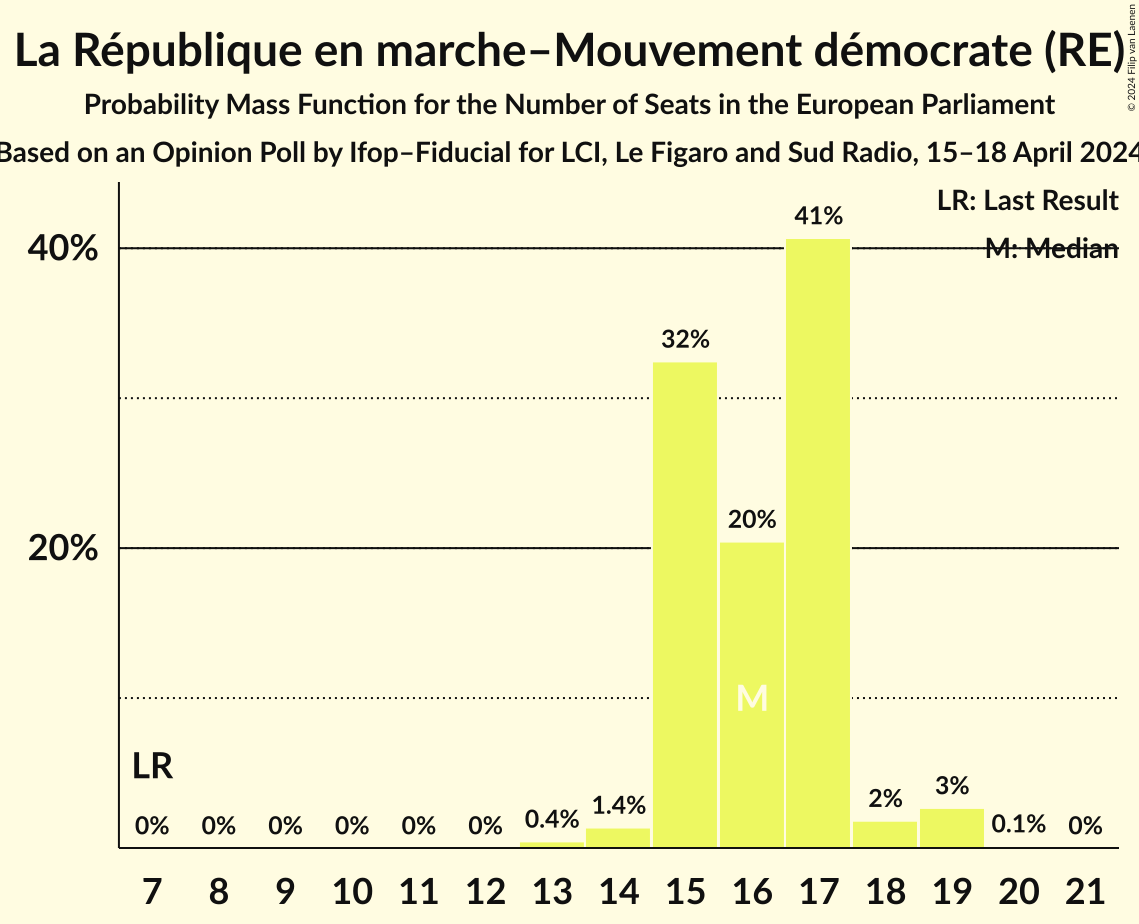 La République en marche–Mouvement démocrate (RE)
Probability Mass Function for the Number of Seats in the European Parliament
Based on an Opinion Poll by Ifop–Fiducial for LCI, Le Figaro and Sud Radio, 15–18 April 2024
© 2024 Filip van Laenen
LR: Last Result
M: Median
40%
20%
41%
32%
20%
M
LR
0% 0% 0% 0% 0% 0% 0.4% 1.4% 2% 3% 0.1% 0%
7 8 9 10 11 12 13 14 15 16 17 18 19 20 21